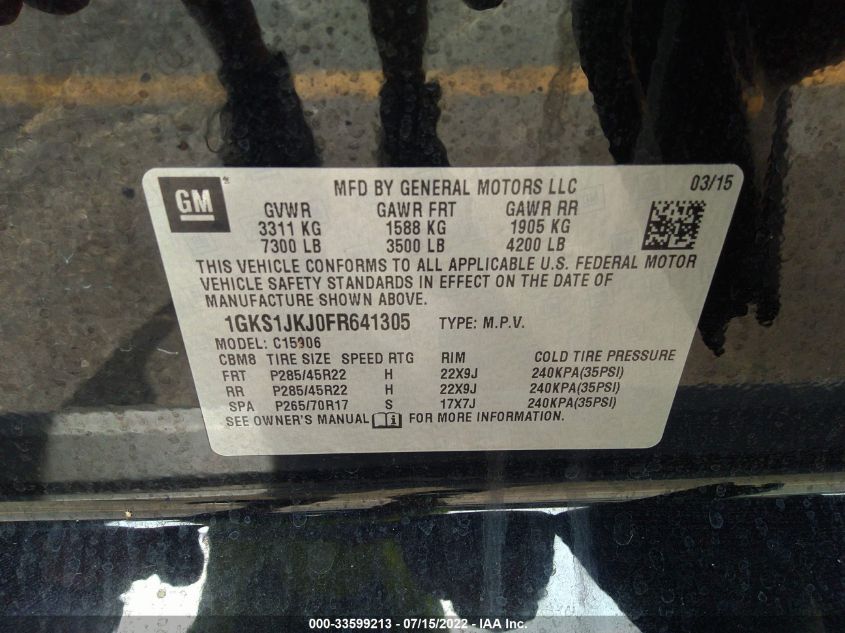 GM
MFD BY GENERAL MOTORS LLC 03/15
GVWR GAWR FRT GAWR RR
3311 KG 1588 KG 1905 KG
7300 LB 3500 LB 4200 LB
THIS VEHICLE CONFORMS TO ALL APPLICABLE U.S. FEDERAL MOTOR
VEHICLE SAFETY STANDARDS IN EFFECT ON THE DATE OF
MANUFACTURE SHOWN ABOVE.
1GKS1JKJ0FR641305 TYPE: M.P.V.
MODEL: C15906
CBM8 TIRE SIZE SPEED RTG RIM COLD TIRE PRESSURE
FRT P285/45R22 H 22X9J 240KPA(35PSI)
RR P285/45R22 H 22X9J 240KPA(35PSI)
SPA P265/70R17 S 17X7J 240KPA(35PSI)
SEE OWNER'S MANUAL FOR MORE INFORMATION.
000-33599213 - 07/15/2022 - IAA Inc.